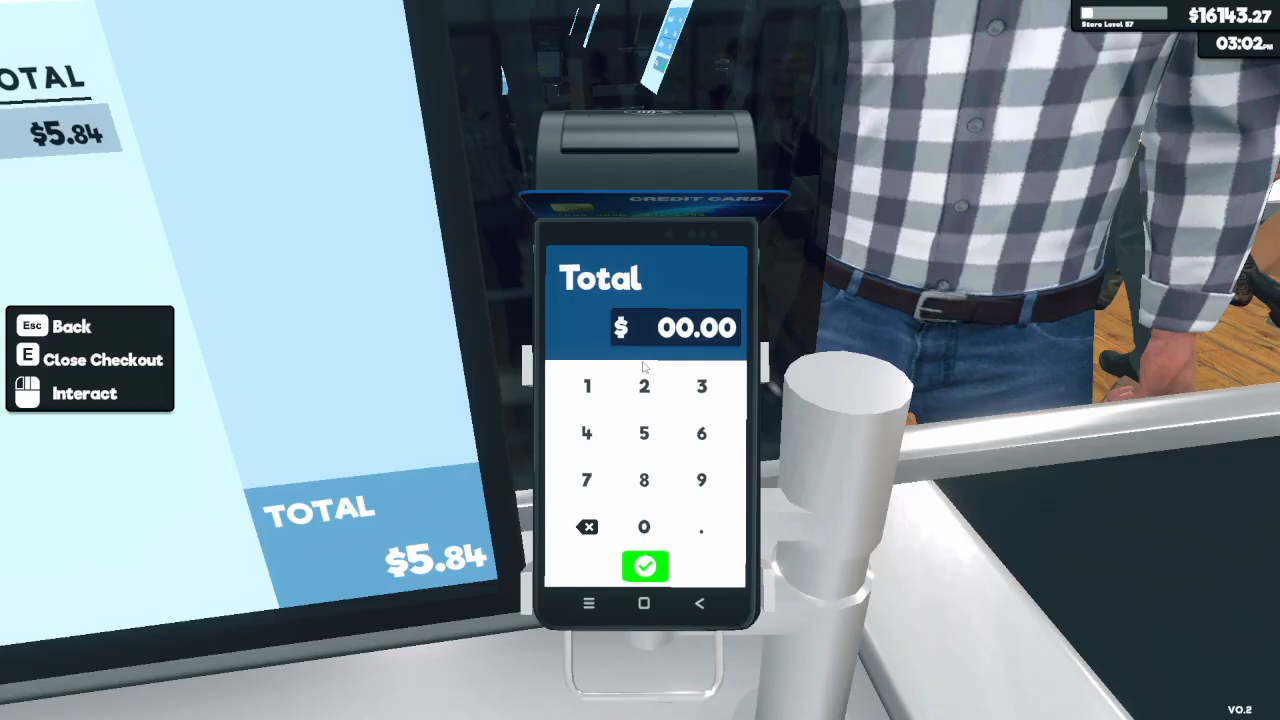 $16143.27
Store Level 57
03:02PM
OTAL
$5.84
CREDIT CARD
Total
$ 00.00
Esc Back
E Close Checkout
Interact
1 2 3
4 5 6
7 8 9
0 .
TOTAL
$5.84
V0.2